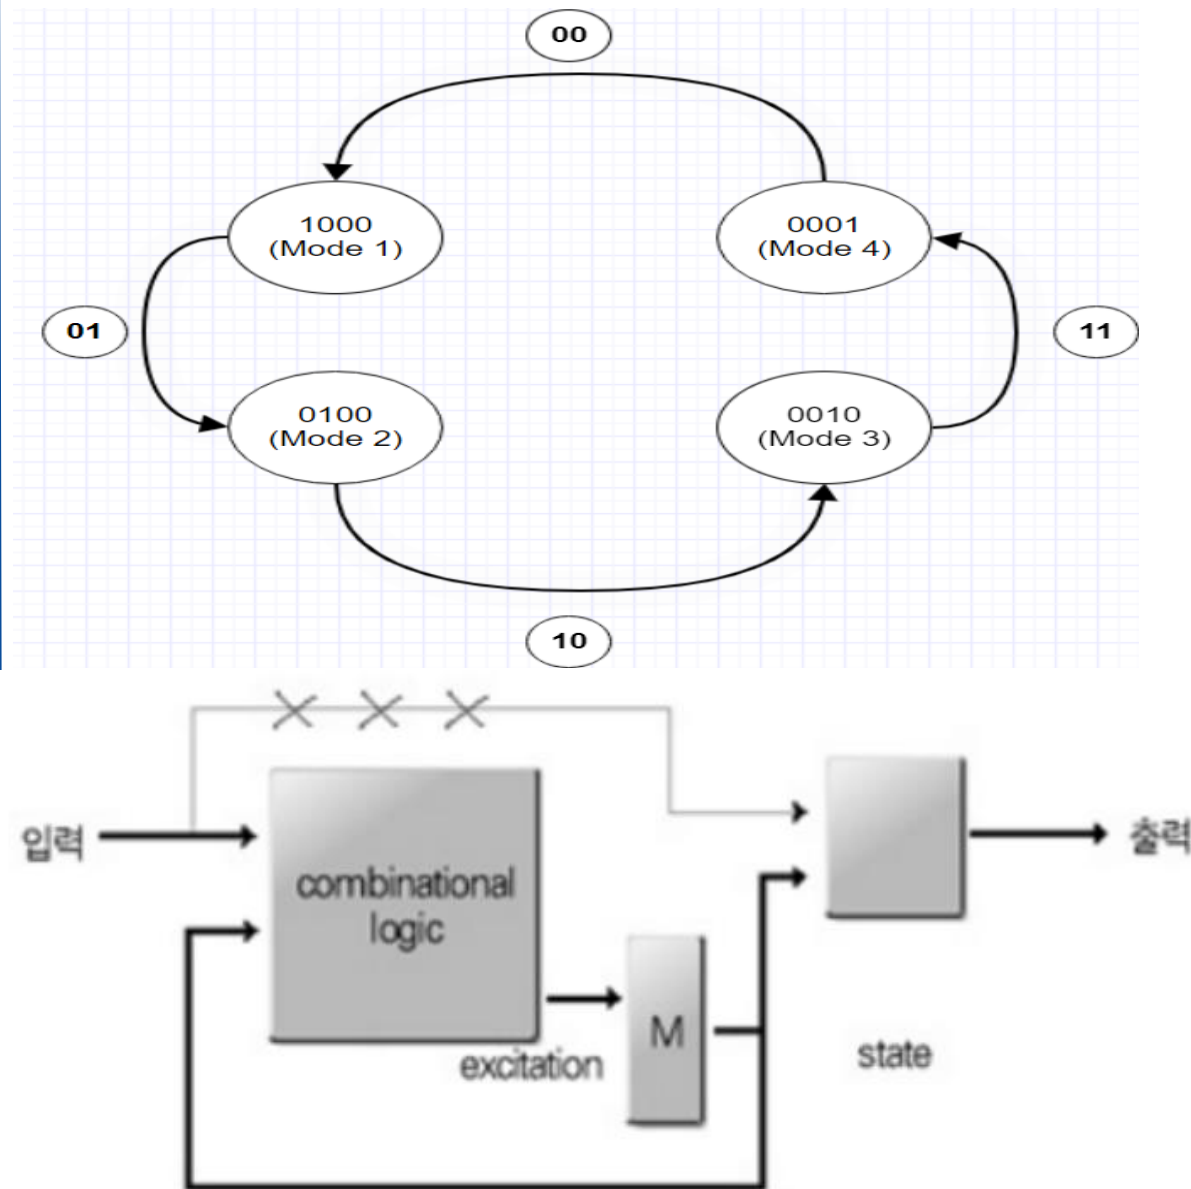 00
1000
(Mode 1)
0001
(Mode 4)
01
11
0100
(Mode 2)
0010
(Mode 3)
10
입력
combinational
logic
excitation
M
state
출력